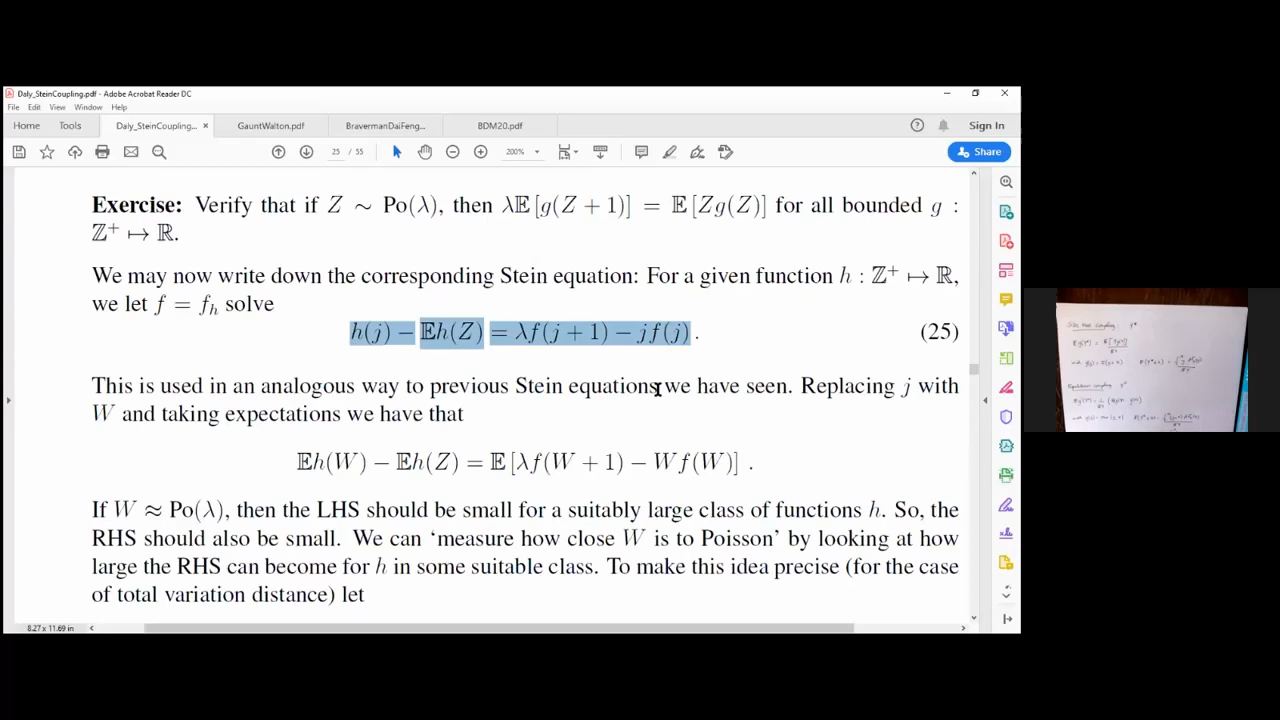 Daly_SteinCoupling.pdf - Adobe Acrobat Reader DC
File Edit View Window Help
Home Tools Daly_SteinCoupling... × GauntWalton.pdf BravermanDaiFeng... BDM20.pdf Sign In
25 / 55 200% Share
Exercise: Verify that if Z ∼ Po(λ), then λ𝔼[g(Z + 1)] = 𝔼[Zg(Z)] for all bounded g :
ℤ⁺ ↦ ℝ.
We may now write down the corresponding Stein equation: For a given function h : ℤ⁺ ↦ ℝ,
we let f = fₕ solve
h(j) − 𝔼h(Z) = λf(j + 1) − jf(j) . (25)
This is used in an analogous way to previous Stein equations we have seen. Replacing j with
W and taking expectations we have that
𝔼h(W) − 𝔼h(Z) = 𝔼[λf(W + 1) − Wf(W)] .
If W ≈ Po(λ), then the LHS should be small for a suitably large class of functions h. So, the
RHS should also be small. We can ‘measure how close W is to Poisson’ by looking at how
large the RHS can become for h in some suitable class. To make this idea precise (for the case
of total variation distance) let
8.27 x 11.69 in